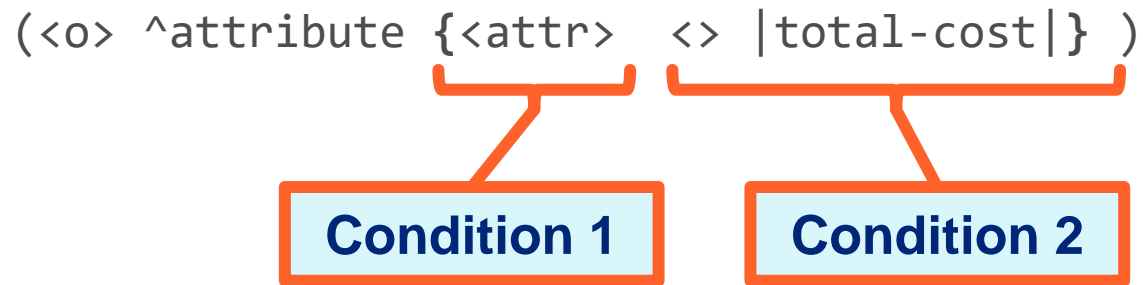 (<o> ^attribute {<attr> <> |total-cost|} )
Condition 1 Condition 2